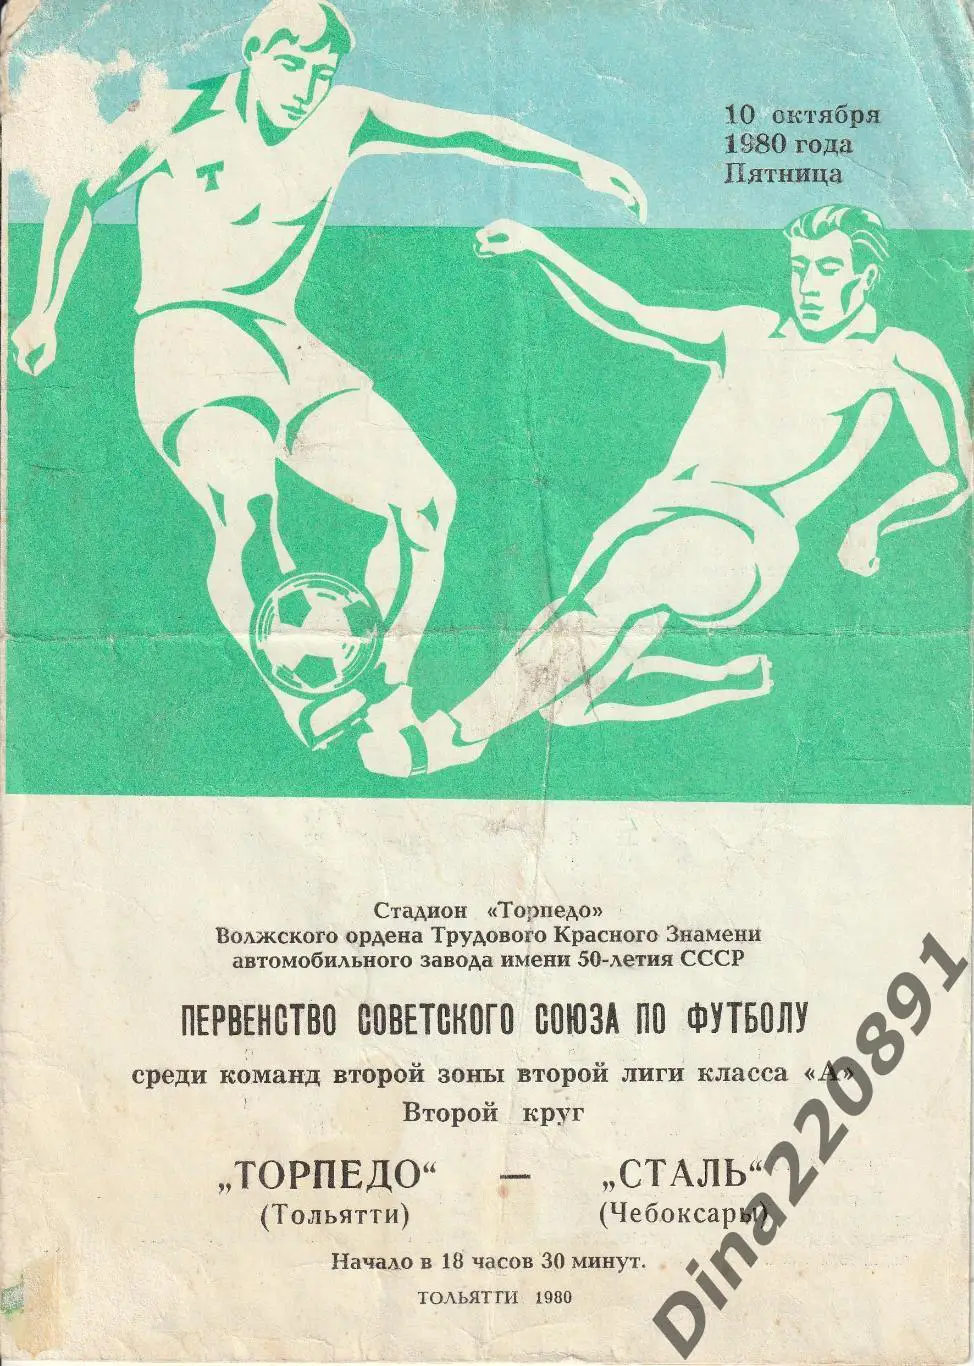 10 октября
1980 года
Пятница
Т
Стадион «Торпедо»
Волжского ордена Трудового Красного Знамени
автомобильного завода имени 50-летия СССР
ПЕРВЕНСТВО СОВЕТСКОГО СОЮЗА ПО ФУТБОЛУ
среди команд второй зоны второй лиги класса «А»
Второй круг
„ТОРПЕДО“ — „СТАЛЬ“
(Тольятти) (Чебоксары)
Начало в 18 часов 30 минут.
ТОЛЬЯТТИ 1980
Dina220891